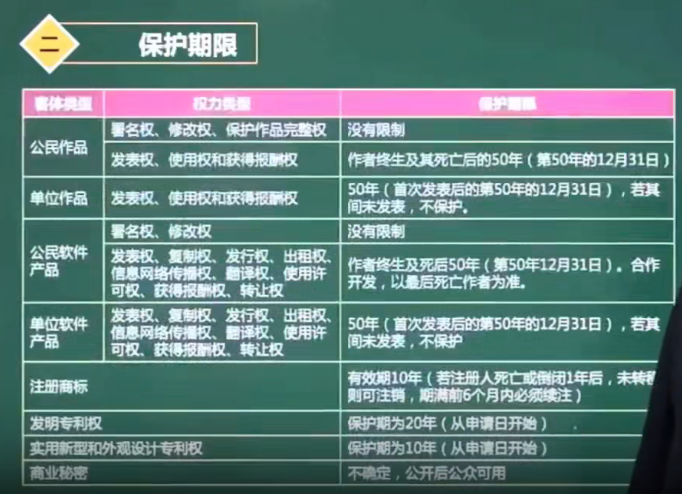 二
保护期限
客体类型 权力类型 保护期限
公民作品
署名权、修改权、保护作品完整权 没有限制
发表权、使用权和获得报酬权 作者终生及其死亡后的50年（第50年的12月31日）
单位作品 发表权、使用权和获得报酬权
50年（首次发表后的第50年的12月31日），若其
间未发表，不保护。
公民软件
产品
署名权、修改权 没有限制
发表权、复制权、发行权、出租权、
信息网络传播权、翻译权、使用许
可权、获得报酬权、转让权
作者终生及死后50年（第50年12月31日）。合作
开发，以最后死亡作者为准。
单位软件
产品
发表权、复制权、发行权、出租权、
信息网络传播权、翻译权、使用许
可权、获得报酬权、转让权
50年（首次发表后的第50年的12月31日），若其
间未发表，不保护
注册商标
有效期10年（若注册人死亡或倒闭1年后，未转移
则可注销，期满前6个月内必须续注）
发明专利权 保护期为20年（从申请日开始）
实用新型和外观设计专利权 保护期为10年（从申请日开始）
商业秘密 不确定，公开后公众可用